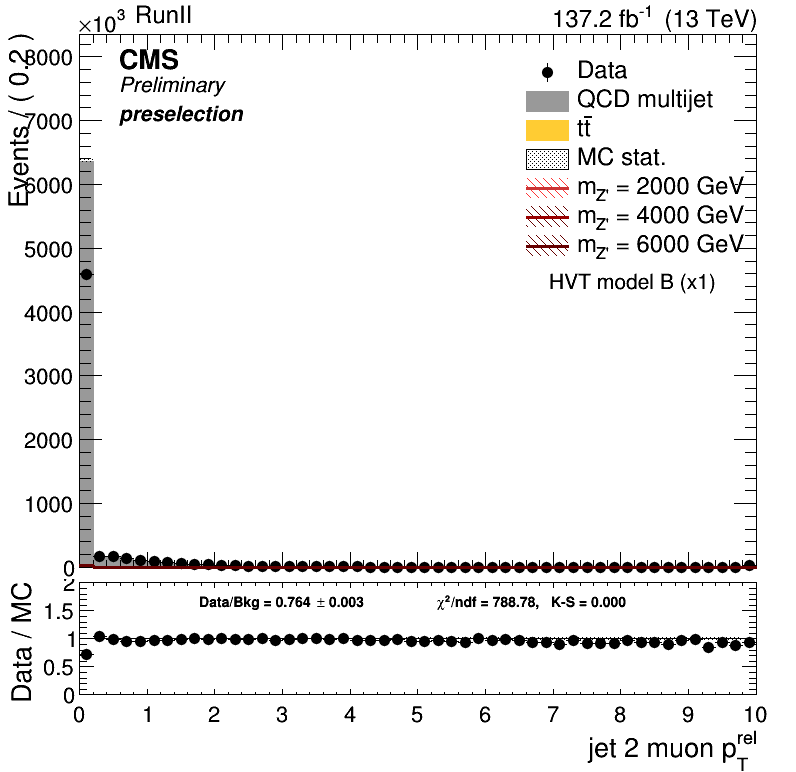 ×10³ RunII 137.2 fb⁻¹ (13 TeV)
CMS
Preliminary
preselection
Data
QCD multijet
tt̄
MC stat.
m_Z' = 2000 GeV
m_Z' = 4000 GeV
m_Z' = 6000 GeV
HVT model B (x1)
Events / ( 0.2 )
8000
7000
6000
5000
4000
3000
2000
1000
0
Data / MC
2
1.5
1
0.5
0
Data/Bkg = 0.764 ± 0.003 χ²/ndf = 788.78, K-S = 0.000
0 1 2 3 4 5 6 7 8 9 10
jet 2 muon p_T^rel